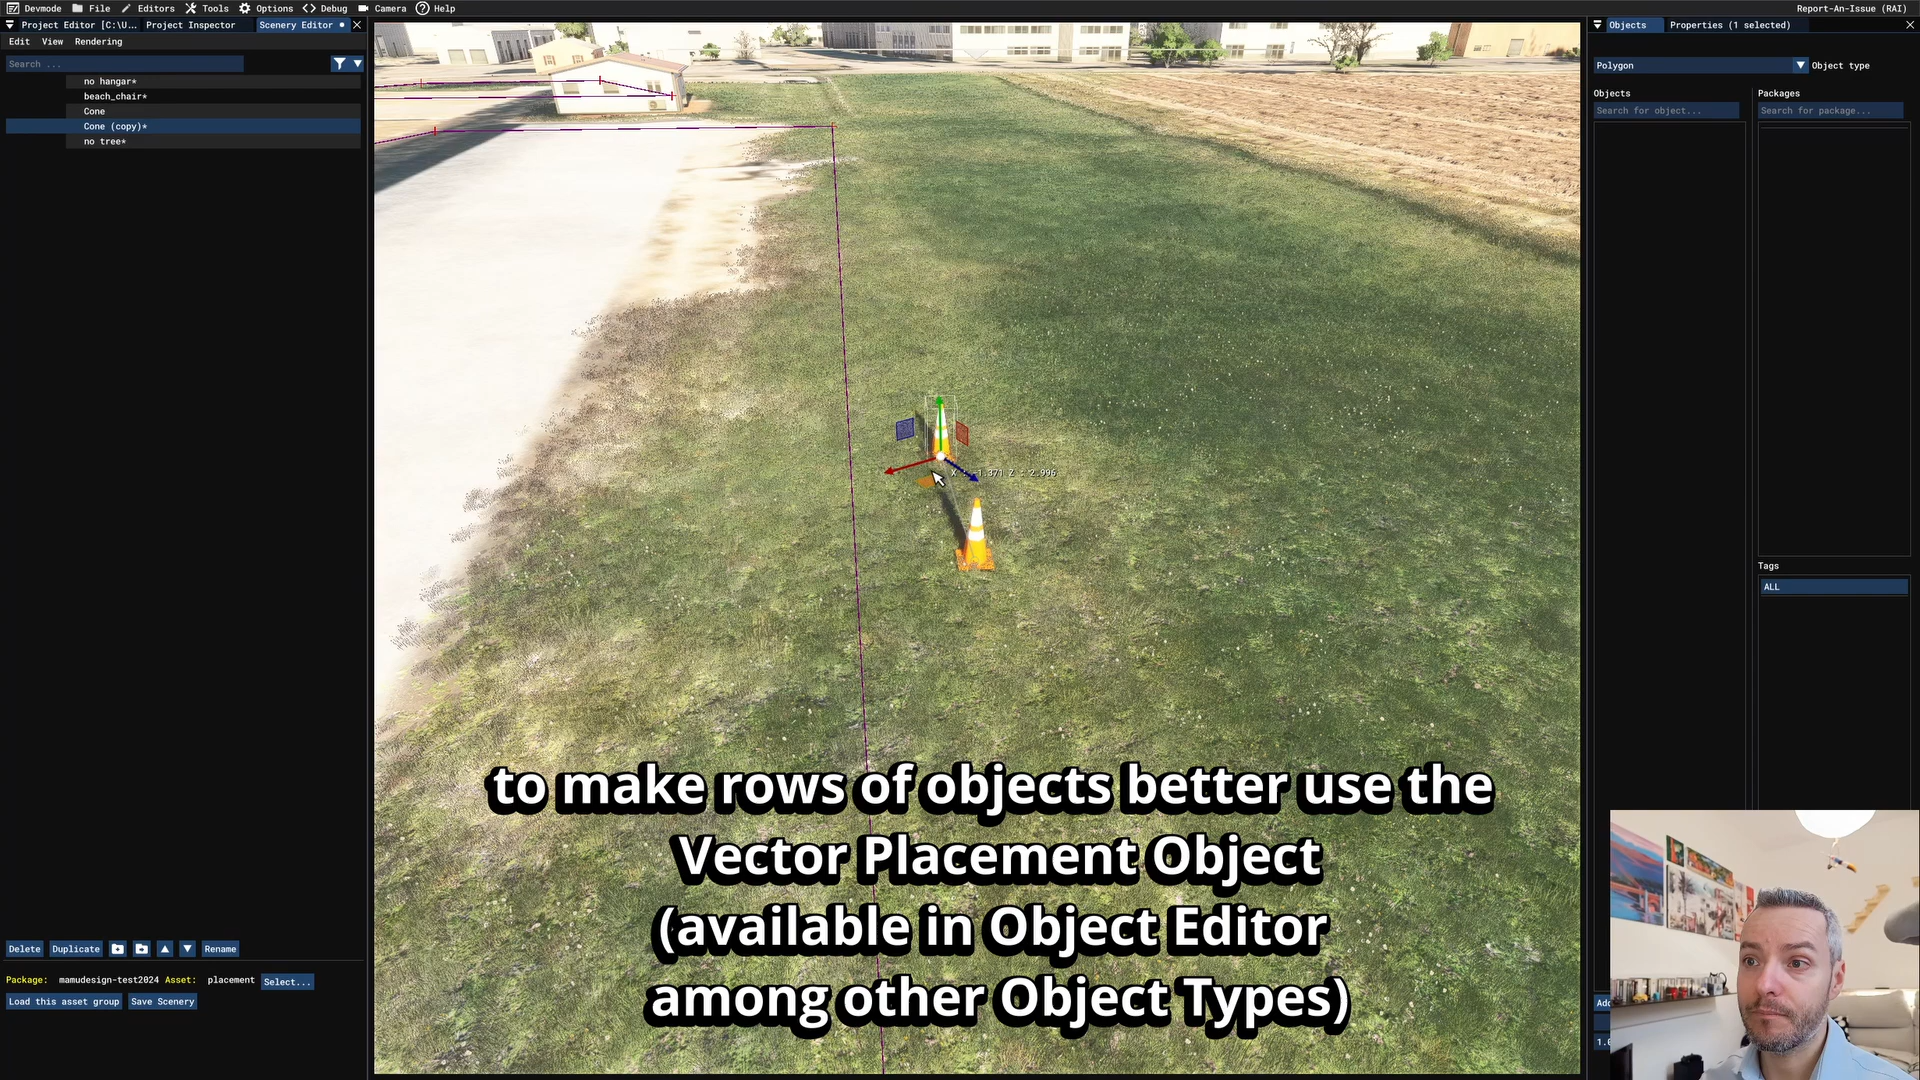 Devmode File Editors Tools Options Debug Camera Help Report-An-Issue (RAI)
Project Editor [C:\U... Project Inspector Scenery Editor
Objects Properties (1 selected)
Edit View Rendering
Search ...
no hangar*
beach_chair*
Cone
Cone (copy)*
no tree*
Polygon Object type
Objects Packages
Search for object... Search for package...
Tags
ALL
1.371 Z : 2.996
to make rows of objects better use the
Vector Placement Object
(available in Object Editor
among other Object Types)
Delete Duplicate Rename
Package: mamudesign-test2024 Asset: placement Select...
Load this asset group Save Scenery